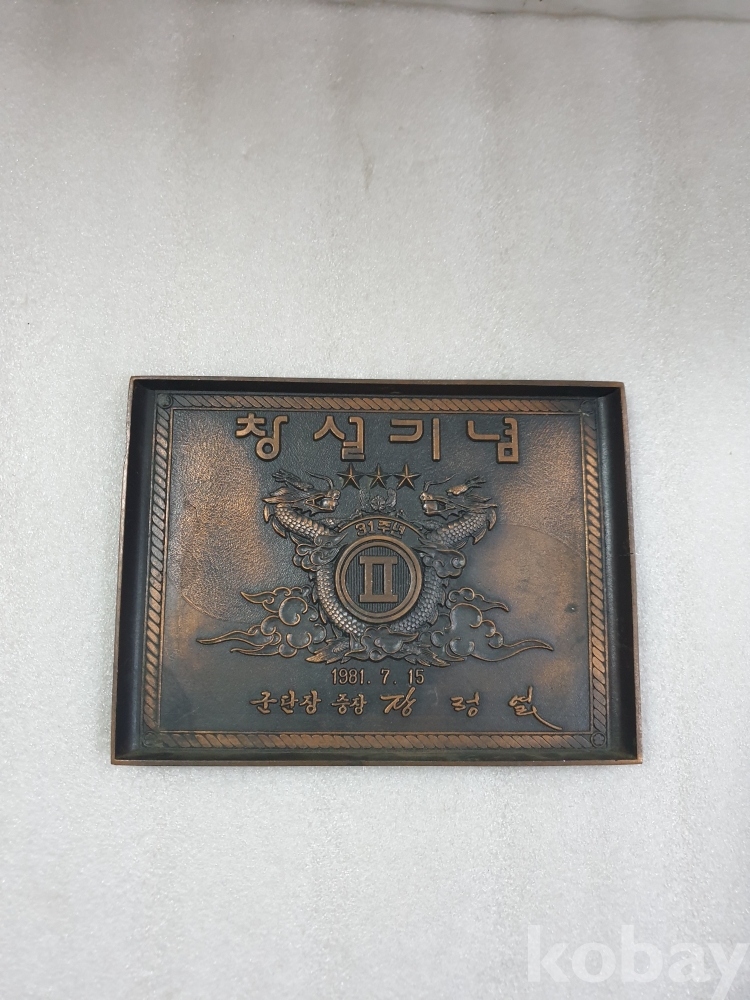 창설기념
31주년
II
1981. 7. 15
군단장 중장 장정열
kobay